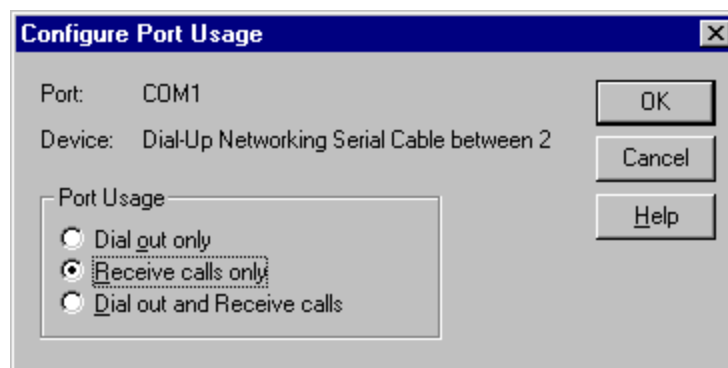 Configure Port Usage
Port: COM1
Device: Dial-Up Networking Serial Cable between 2
OK
Cancel
Help
Port Usage
Dial out only
Receive calls only
Dial out and Receive calls